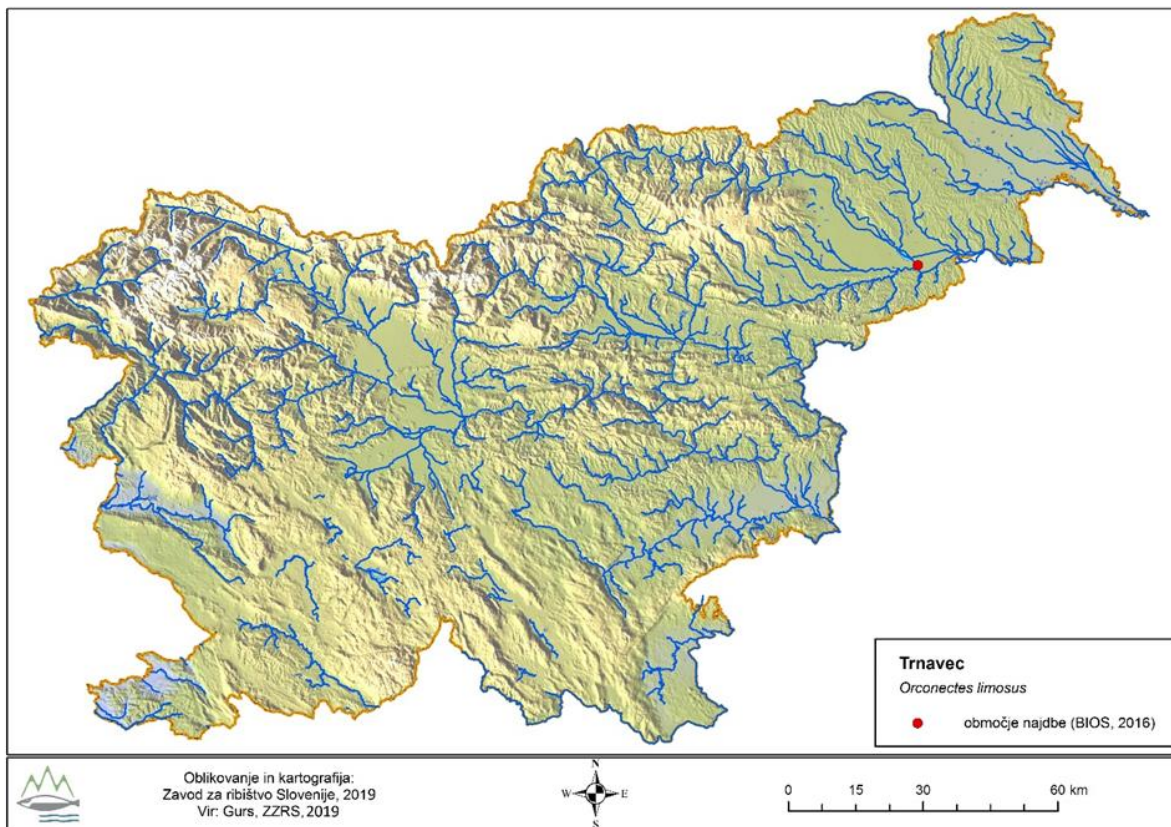 Trnavec
Orconectes limosus
območje najdbe (BIOS, 2016)
Oblikovanje in kartografija:
Zavod za ribištvo Slovenije, 2019
Vir: Gurs, ZZRS, 2019
N
W E
S
0 15 30 60 km